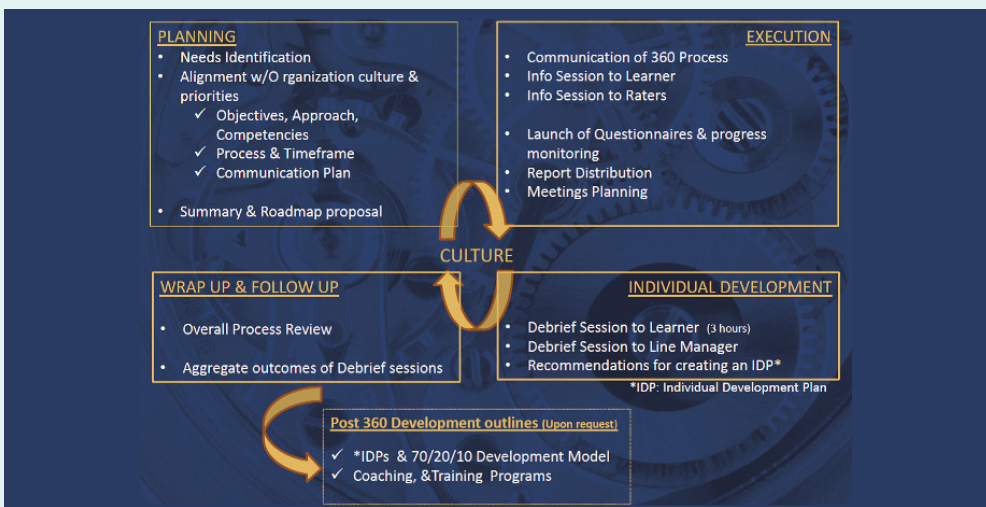 PLANNING
• Needs Identification
• Alignment w/O rganization culture &
priorities
✓ Objectives, Approach,
Competencies
✓ Process & Timeframe
✓ Communication Plan
• Summary & Roadmap proposal
EXECUTION
• Communication of 360 Process
• Info Session to Learner
• Info Session to Raters
• Launch of Questionnaires & progress
monitoring
• Report Distribution
• Meetings Planning
CULTURE
WRAP UP & FOLLOW UP
• Overall Process Review
• Aggregate outcomes of Debrief sessions
INDIVIDUAL DEVELOPMENT
• Debrief Session to Learner (3 hours)
• Debrief Session to Line Manager
• Recommendations for creating an IDP*
*IDP: Individual Development Plan
Post 360 Development outlines (Upon request)
✓ *IDPs & 70/20/10 Development Model
✓ Coaching, &Training Programs